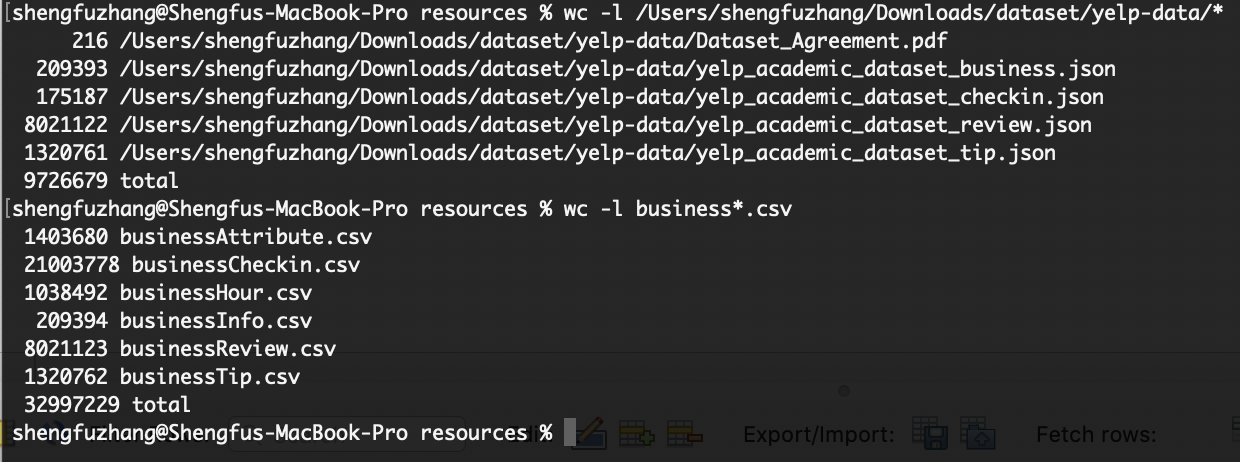 [shengfuzhang@Shengfus-MacBook-Pro resources % wc -l /Users/shengfuzhang/Downloads/dataset/yelp-data/*
216 /Users/shengfuzhang/Downloads/dataset/yelp-data/Dataset_Agreement.pdf
209393 /Users/shengfuzhang/Downloads/dataset/yelp-data/yelp_academic_dataset_business.json
175187 /Users/shengfuzhang/Downloads/dataset/yelp-data/yelp_academic_dataset_checkin.json
8021122 /Users/shengfuzhang/Downloads/dataset/yelp-data/yelp_academic_dataset_review.json
1320761 /Users/shengfuzhang/Downloads/dataset/yelp-data/yelp_academic_dataset_tip.json
9726679 total
[shengfuzhang@Shengfus-MacBook-Pro resources % wc -l business*.csv
1403680 businessAttribute.csv
21003778 businessCheckin.csv
1038492 businessHour.csv
209394 businessInfo.csv
8021123 businessReview.csv
1320762 businessTip.csv
32997229 total
shengfuzhang@Shengfus-MacBook-Pro resources %
Export/Import: Fetch rows: